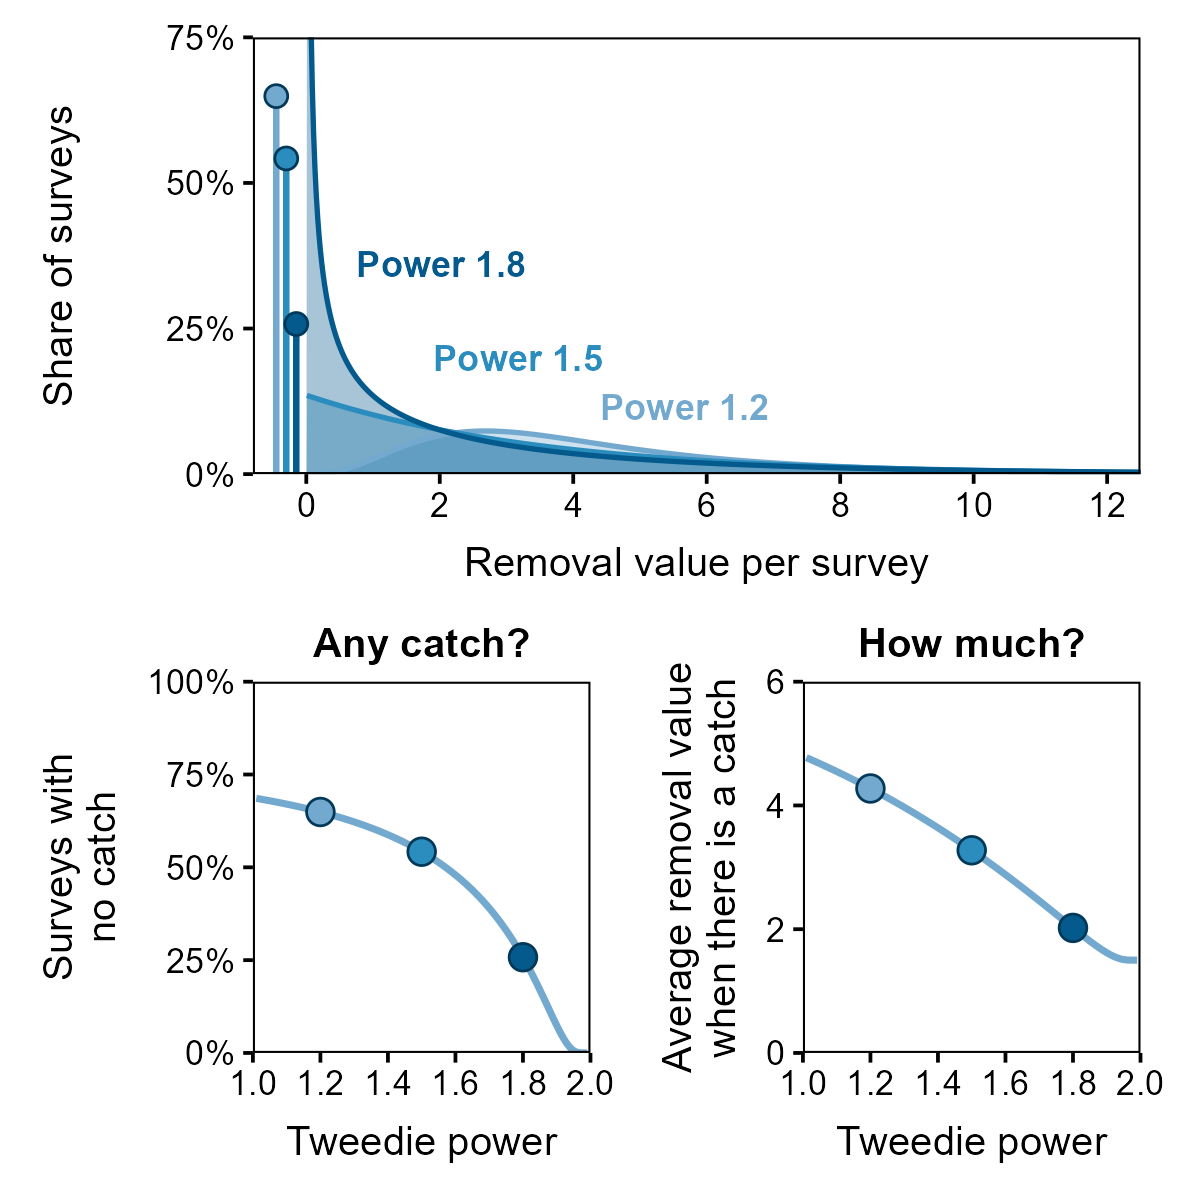 75%
50%
25%
0%
Share of surveys
Power 1.8
Power 1.5
Power 1.2
0 2 4 6 8 10 12
Removal value per survey
Any catch?
100%
75%
50%
25%
0%
Surveys with
no catch
1.0 1.2 1.4 1.6 1.8 2.0
Tweedie power
How much?
6
4
2
0
Average removal value
when there is a catch
1.0 1.2 1.4 1.6 1.8 2.0
Tweedie power